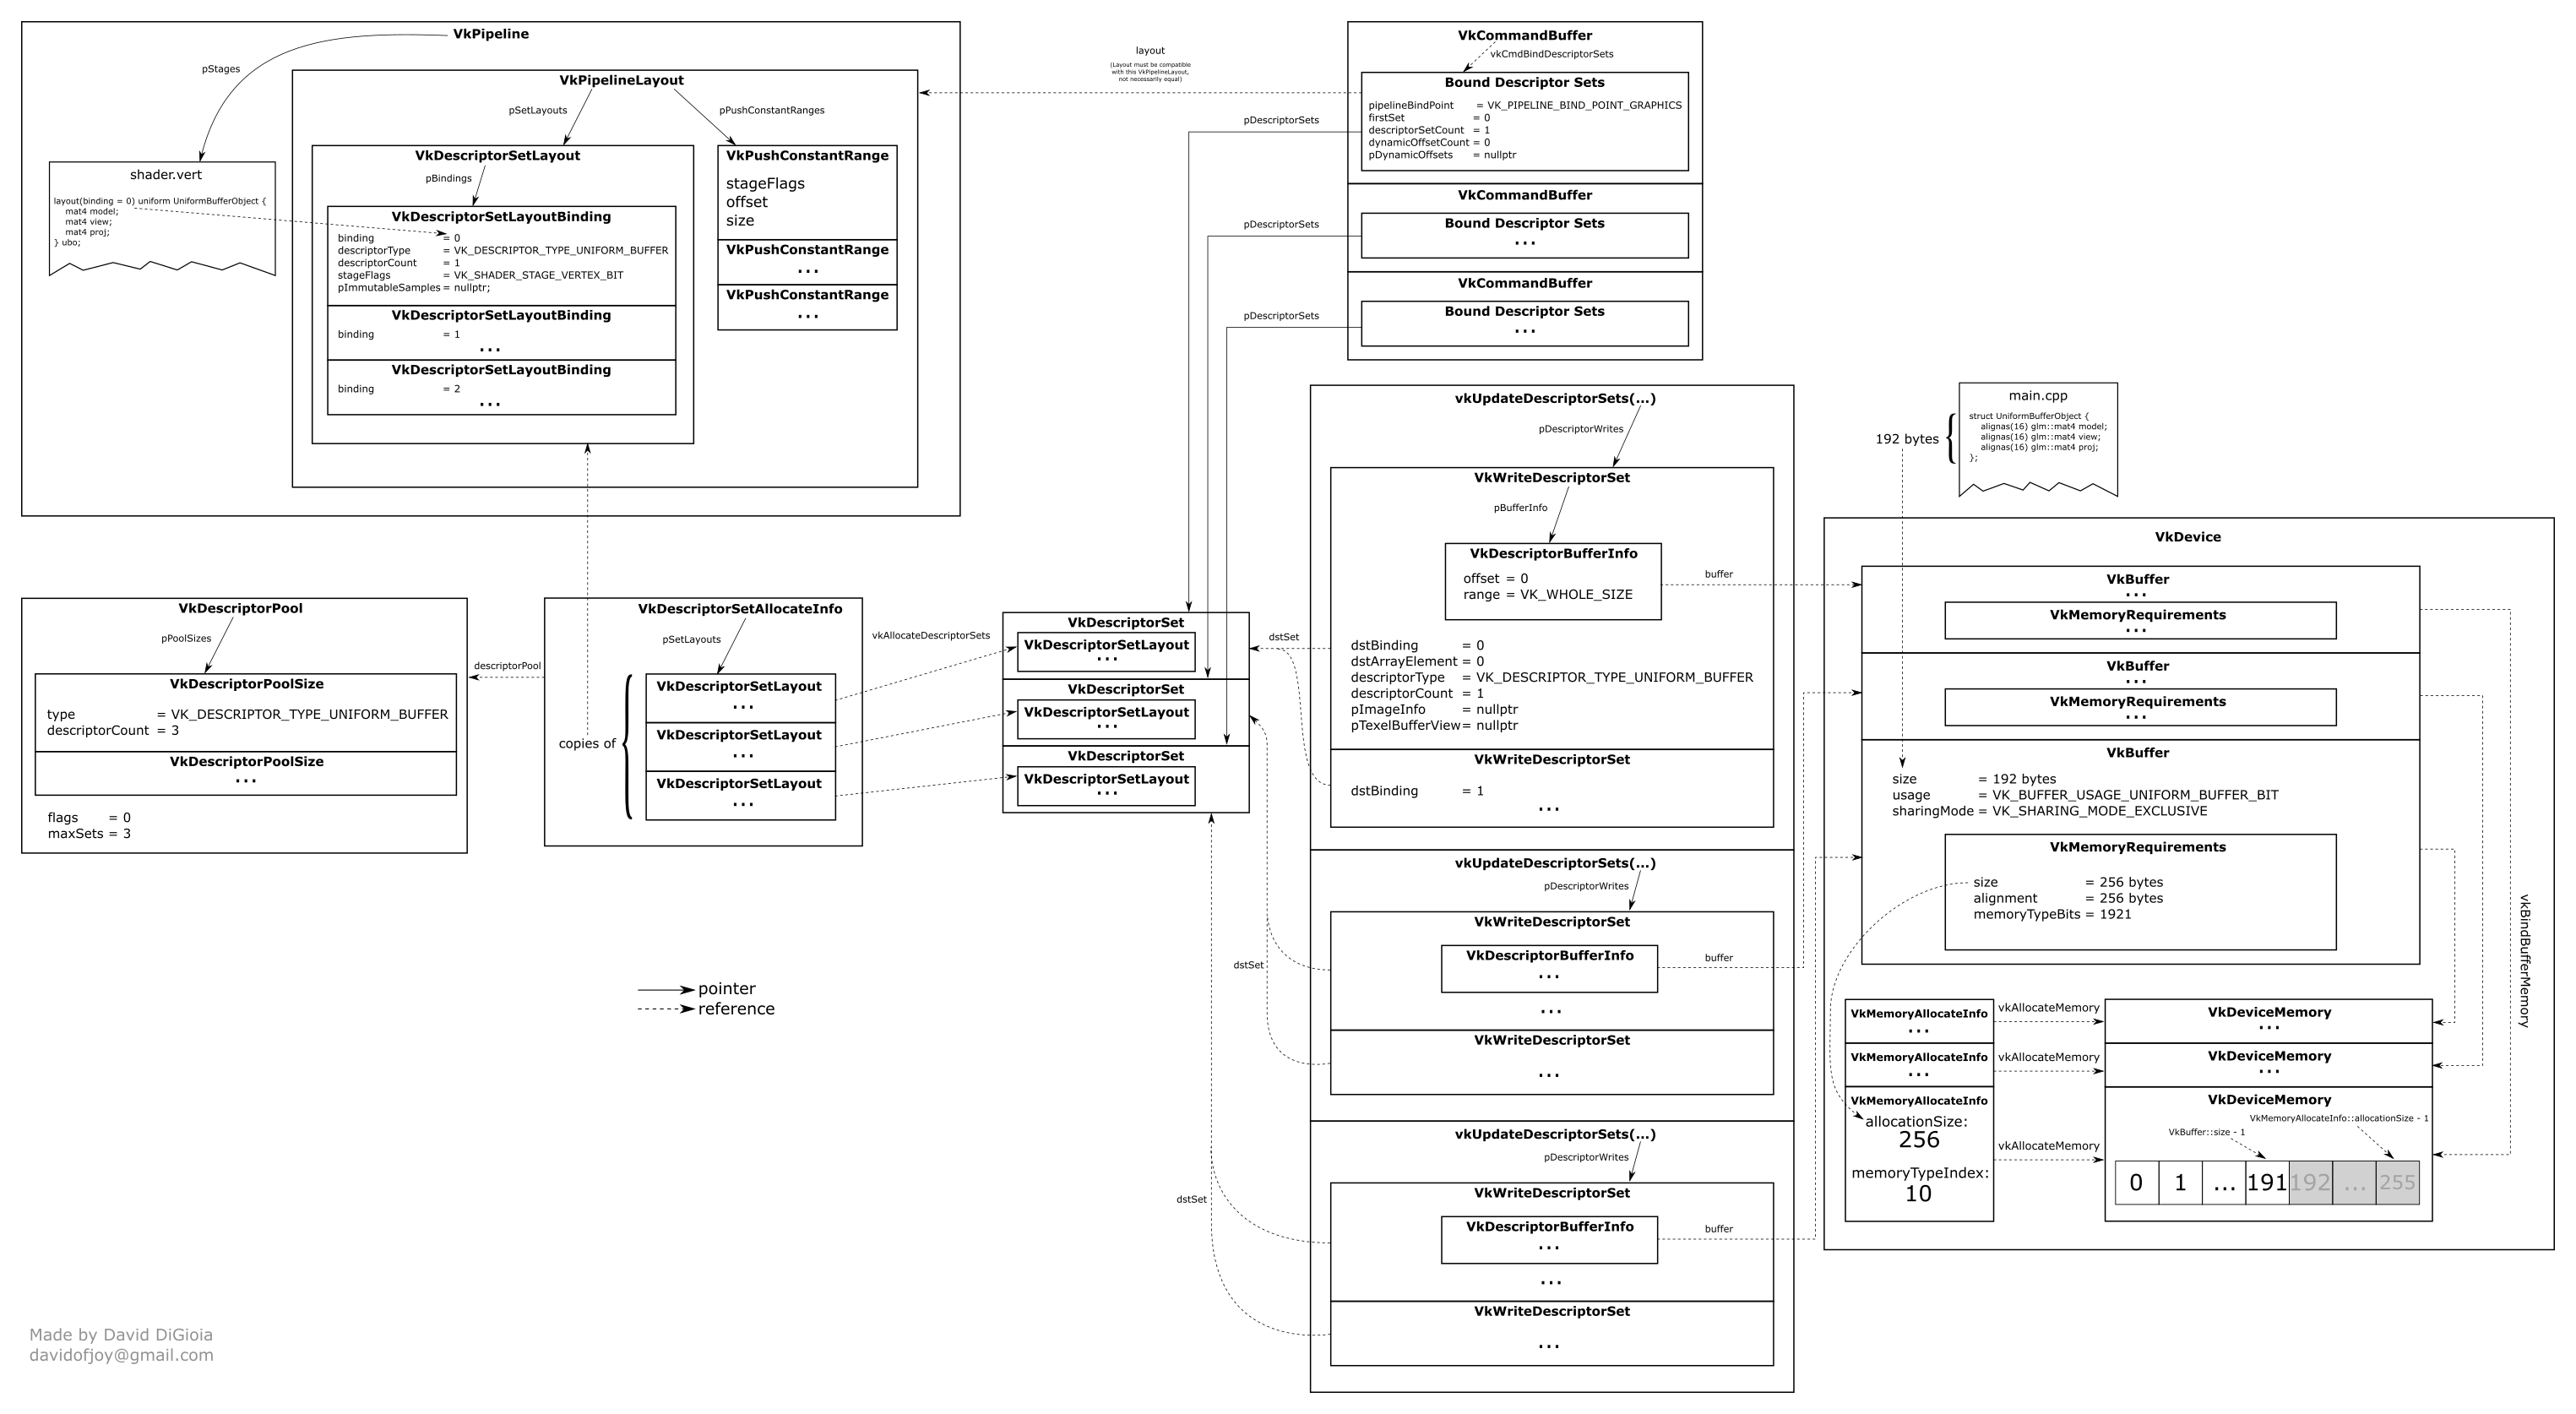 VkPipeline
pStages
VkPipelineLayout
pSetLayouts
pPushConstantRanges
shader.vert
layout(binding = 0) uniform UniformBufferObject {
mat4 model;
mat4 view;
mat4 proj;
} ubo;
VkDescriptorSetLayout
pBindings
VkDescriptorSetLayoutBinding
binding = 0
descriptorType = VK_DESCRIPTOR_TYPE_UNIFORM_BUFFER
descriptorCount = 1
stageFlags = VK_SHADER_STAGE_VERTEX_BIT
pImmutableSamples = nullptr;
VkDescriptorSetLayoutBinding
binding = 1
...
VkDescriptorSetLayoutBinding
binding = 2
...
VkPushConstantRange
stageFlags
offset
size
VkPushConstantRange
...
VkPushConstantRange
...
layout
(Layout must be compatible
with this VkPipelineLayout,
not necessarily equal)
VkCommandBuffer
vkCmdBindDescriptorSets
Bound Descriptor Sets
pipelineBindPoint = VK_PIPELINE_BIND_POINT_GRAPHICS
firstSet = 0
descriptorSetCount = 1
dynamicOffsetCount = 0
pDynamicOffsets = nullptr
pDescriptorSets
VkCommandBuffer
Bound Descriptor Sets
...
pDescriptorSets
VkCommandBuffer
Bound Descriptor Sets
...
pDescriptorSets
VkDescriptorPool
pPoolSizes
VkDescriptorPoolSize
type = VK_DESCRIPTOR_TYPE_UNIFORM_BUFFER
descriptorCount = 3
VkDescriptorPoolSize
...
flags = 0
maxSets = 3
descriptorPool
VkDescriptorSetAllocateInfo
pSetLayouts
copies of
VkDescriptorSetLayout
...
VkDescriptorSetLayout
...
VkDescriptorSetLayout
...
vkAllocateDescriptorSets
VkDescriptorSet
VkDescriptorSetLayout
...
VkDescriptorSet
VkDescriptorSetLayout
...
VkDescriptorSet
VkDescriptorSetLayout
...
dstSet
dstSet
dstSet
vkUpdateDescriptorSets(...)
pDescriptorWrites
VkWriteDescriptorSet
pBufferInfo
VkDescriptorBufferInfo
offset = 0
range = VK_WHOLE_SIZE
buffer
dstBinding = 0
dstArrayElement = 0
descriptorType = VK_DESCRIPTOR_TYPE_UNIFORM_BUFFER
descriptorCount = 1
pImageInfo = nullptr
pTexelBufferView = nullptr
VkWriteDescriptorSet
dstBinding = 1
...
vkUpdateDescriptorSets(...)
pDescriptorWrites
VkWriteDescriptorSet
VkDescriptorBufferInfo
...
buffer
...
VkWriteDescriptorSet
...
vkUpdateDescriptorSets(...)
pDescriptorWrites
VkWriteDescriptorSet
VkDescriptorBufferInfo
...
buffer
...
VkWriteDescriptorSet
...
main.cpp
struct UniformBufferObject {
alignas(16) glm::mat4 model;
alignas(16) glm::mat4 view;
alignas(16) glm::mat4 proj;
};
192 bytes
VkDevice
VkBuffer
...
VkMemoryRequirements
...
VkBuffer
...
VkMemoryRequirements
...
VkBuffer
size = 192 bytes
usage = VK_BUFFER_USAGE_UNIFORM_BUFFER_BIT
sharingMode = VK_SHARING_MODE_EXCLUSIVE
VkMemoryRequirements
size = 256 bytes
alignment = 256 bytes
memoryTypeBits = 1921
vkBindBufferMemory
VkMemoryAllocateInfo
...
vkAllocateMemory
VkDeviceMemory
...
VkMemoryAllocateInfo
...
vkAllocateMemory
VkDeviceMemory
...
VkMemoryAllocateInfo
allocationSize:
256
memoryTypeIndex:
10
vkAllocateMemory
VkDeviceMemory
VkMemoryAllocateInfo::allocationSize - 1
VkBuffer::size - 1
0 1 ... 191 192 ... 255
pointer
reference
Made by David DiGioia
davidofjoy@gmail.com